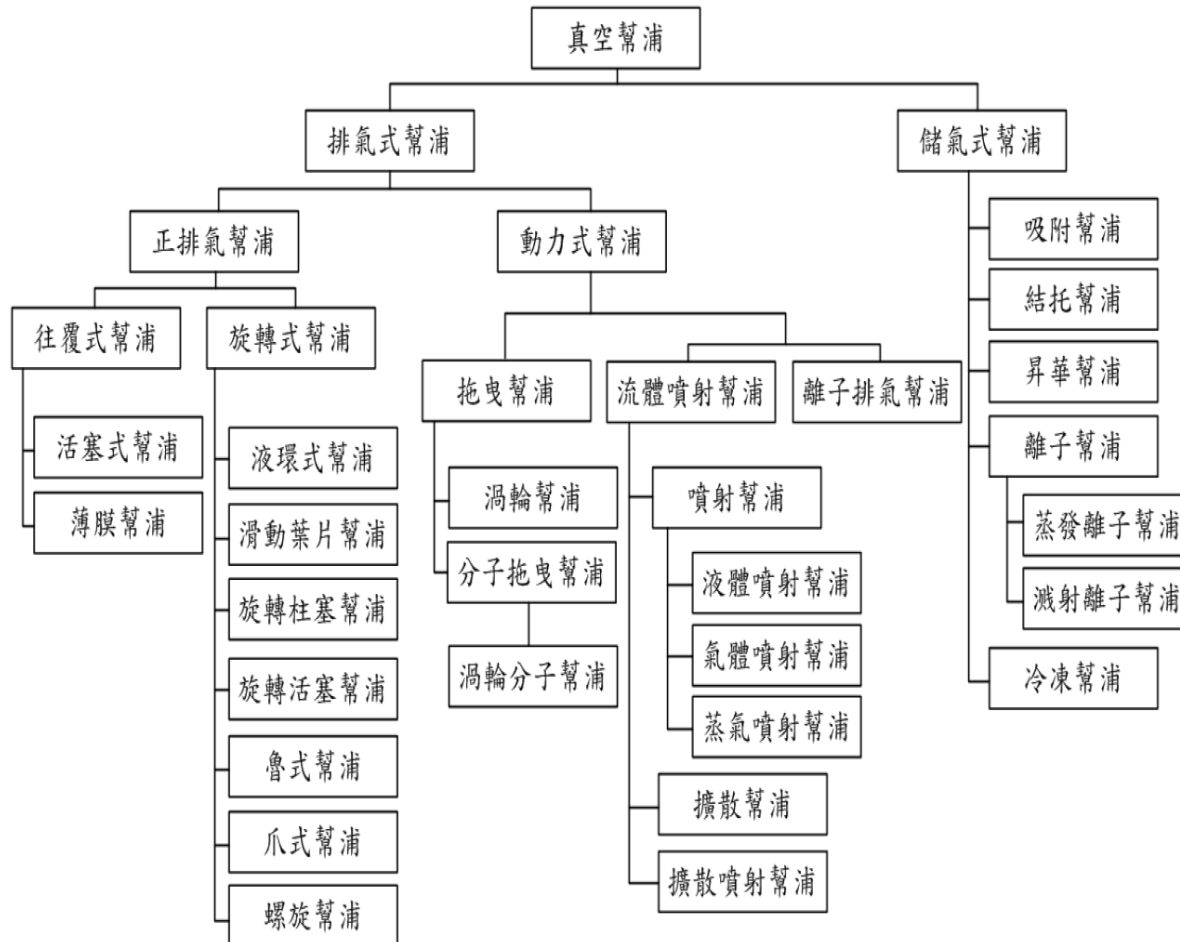 真空幫浦
排氣式幫浦
儲氣式幫浦
正排氣幫浦
動力式幫浦
往覆式幫浦
旋轉式幫浦
活塞式幫浦
薄膜幫浦
液環式幫浦
滑動葉片幫浦
旋轉柱塞幫浦
旋轉活塞幫浦
魯式幫浦
爪式幫浦
螺旋幫浦
拖曳幫浦
流體噴射幫浦
離子排氣幫浦
渦輪幫浦
分子拖曳幫浦
渦輪分子幫浦
噴射幫浦
液體噴射幫浦
氣體噴射幫浦
蒸氣噴射幫浦
擴散幫浦
擴散噴射幫浦
吸附幫浦
結托幫浦
昇華幫浦
離子幫浦
蒸發離子幫浦
濺射離子幫浦
冷凍幫浦